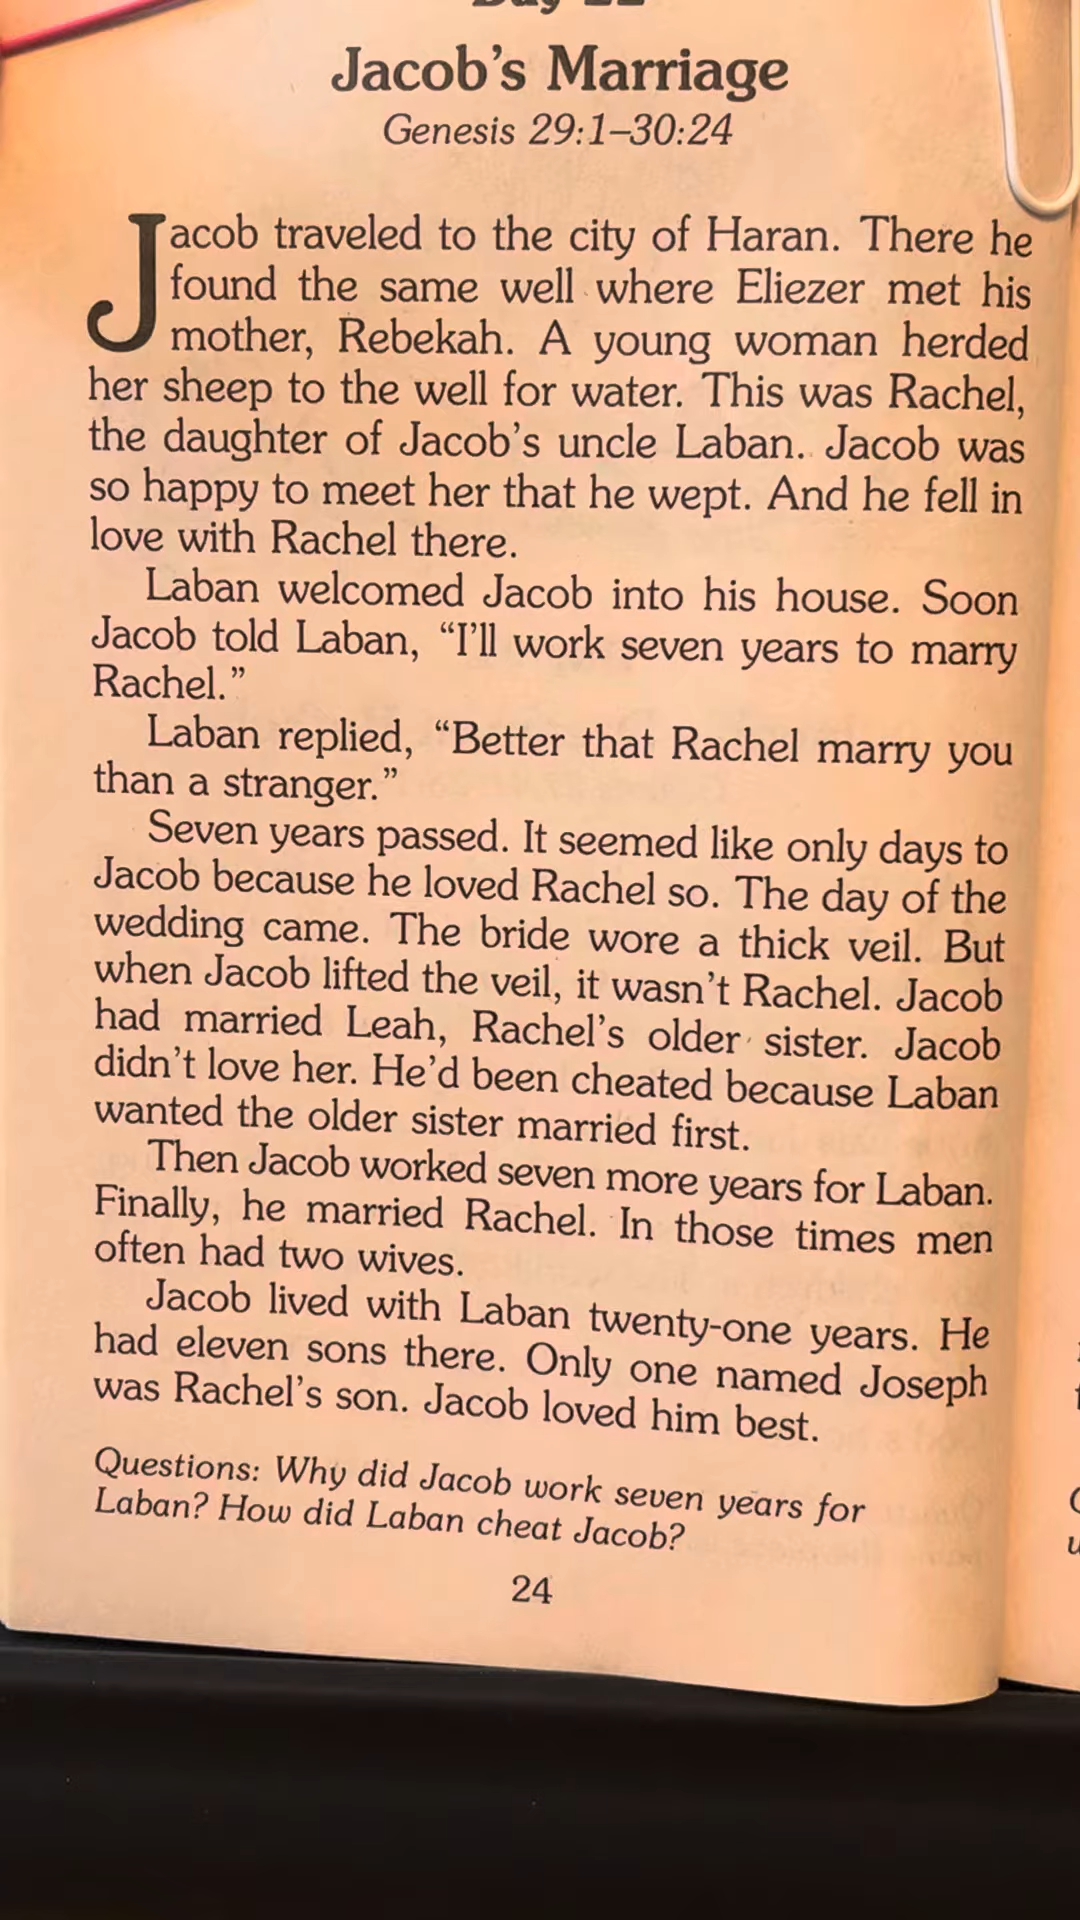 Jacob's Marriage
Genesis 29:1–30:24
Jacob traveled to the city of Haran. There he
found the same well where Eliezer met his
mother, Rebekah. A young woman herded
her sheep to the well for water. This was Rachel,
the daughter of Jacob's uncle Laban. Jacob was
so happy to meet her that he wept. And he fell in
love with Rachel there.
Laban welcomed Jacob into his house. Soon
Jacob told Laban, “I'll work seven years to marry
Rachel.”
Laban replied, “Better that Rachel marry you
than a stranger.”
Seven years passed. It seemed like only days to
Jacob because he loved Rachel so. The day of the
wedding came. The bride wore a thick veil. But
when Jacob lifted the veil, it wasn't Rachel. Jacob
had married Leah, Rachel's older sister. Jacob
didn't love her. He'd been cheated because Laban
wanted the older sister married first.
Then Jacob worked seven more years for Laban.
Finally, he married Rachel. In those times men
often had two wives.
Jacob lived with Laban twenty-one years. He
had eleven sons there. Only one named Joseph
was Rachel's son. Jacob loved him best.
Questions: Why did Jacob work seven years for
Laban? How did Laban cheat Jacob?
24